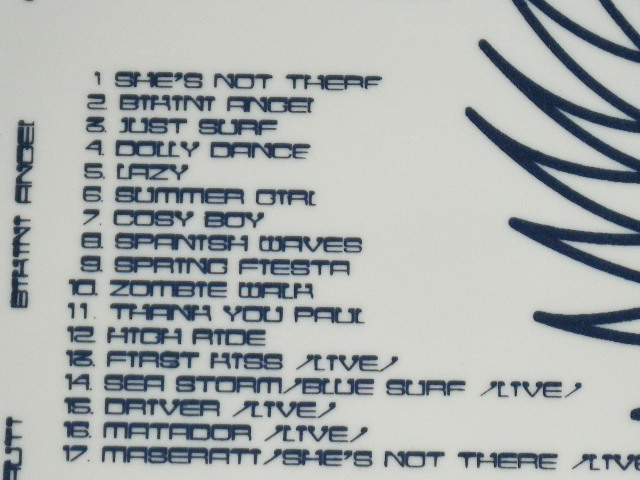 1 SHE'S NOT THERE
2. BIKINI ANGEL
3. JUST SURF
4. DOLLY DANCE
5. LAZY
6. SUMMER GIRL
7. COSY BOY
8. SPANISH WAVES
9. SPRING FIESTA
10. ZOMBIE WALK
11. THANK YOU PAUL
12. HIGH RIDE
13. FIRST KISS /LIVE/
14. SEA STORM/BLUE SURF /LIVE/
15. DRIVER /LIVE/
16. MATADOR /LIVE/
17. MASERATI/SHE'S NOT THERE /LIVE
BIKINI ANGEL